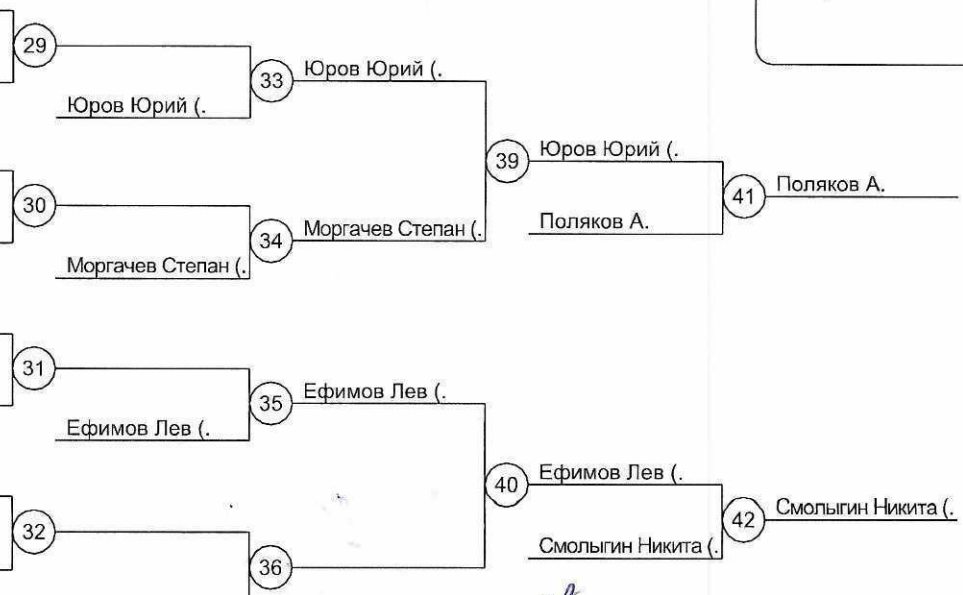 29
Юров Юрий (.
33
Юров Юрий (.
39
Юров Юрий (.
41
Поляков А.
30
Моргачев Степан (.
34
Моргачев Степан (.
Поляков А.
31
Ефимов Лев (.
35
Ефимов Лев (.
40
Ефимов Лев (.
42
Смолыгин Никита (.
32
36
Смолыгин Никита (.